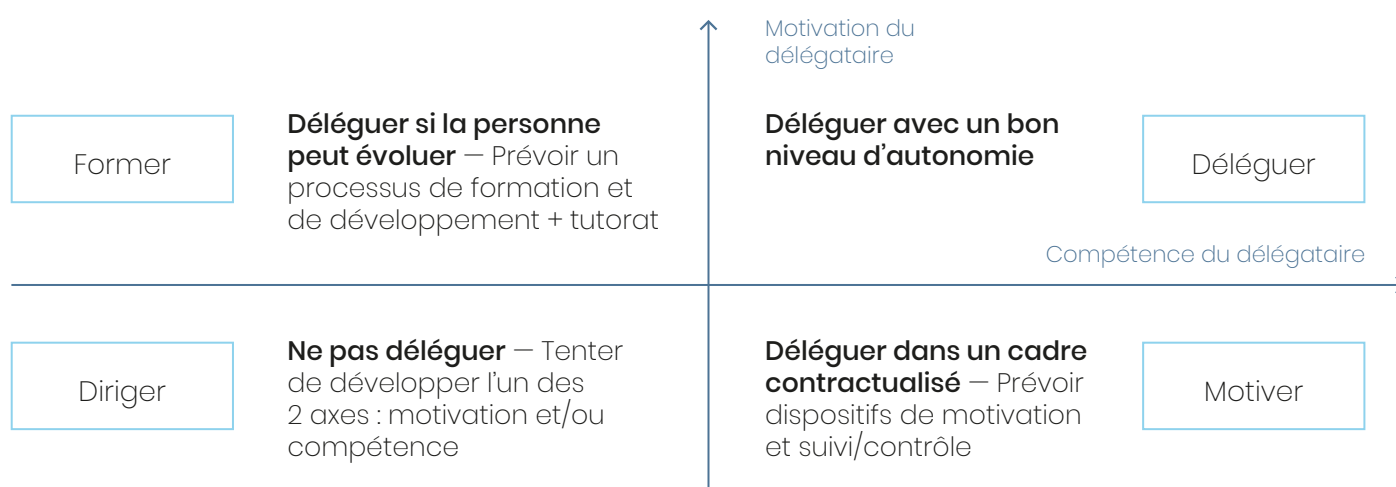 Motivation du
délégataire
Former
Déléguer si la personne
peut évoluer — Prévoir un
processus de formation et
de développement + tutorat
Déléguer avec un bon
niveau d'autonomie
Déléguer
Compétence du délégataire
Diriger
Ne pas déléguer — Tenter
de développer l'un des
2 axes : motivation et/ou
compétence
Déléguer dans un cadre
contractualisé — Prévoir
dispositifs de motivation
et suivi/contrôle
Motiver